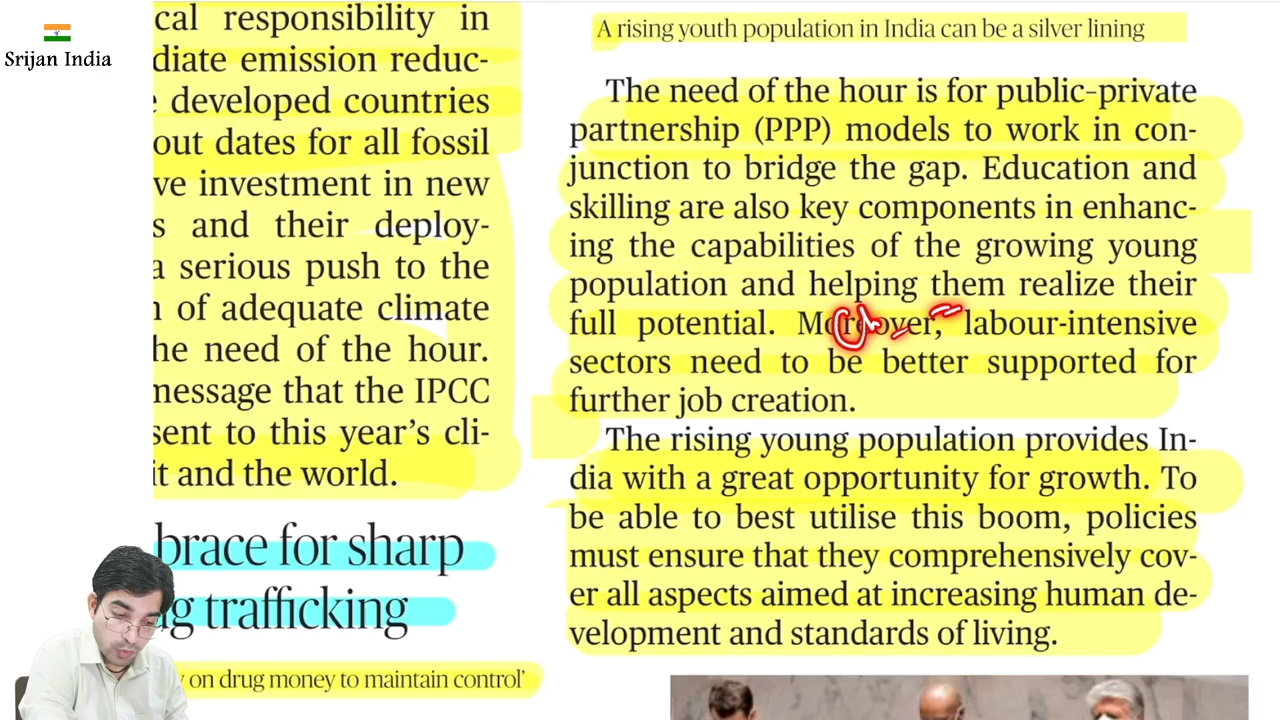 Srijan India
cal responsibility in
diate emission reduc-
e developed countries
out dates for all fossil
ve investment in new
s and their deploy-
a serious push to the
n of adequate climate
he need of the hour.
message that the IPCC
sent to this year's cli-
it and the world.
brace for sharp
ug trafficking
y on drug money to maintain control'
A rising youth population in India can be a silver lining
The need of the hour is for public-private
partnership (PPP) models to work in con-
junction to bridge the gap. Education and
skilling are also key components in enhanc-
ing the capabilities of the growing young
population and helping them realize their
full potential. Moreover, labour-intensive
sectors need to be better supported for
further job creation.
The rising young population provides In-
dia with a great opportunity for growth. To
be able to best utilise this boom, policies
must ensure that they comprehensively cov-
er all aspects aimed at increasing human de-
velopment and standards of living.